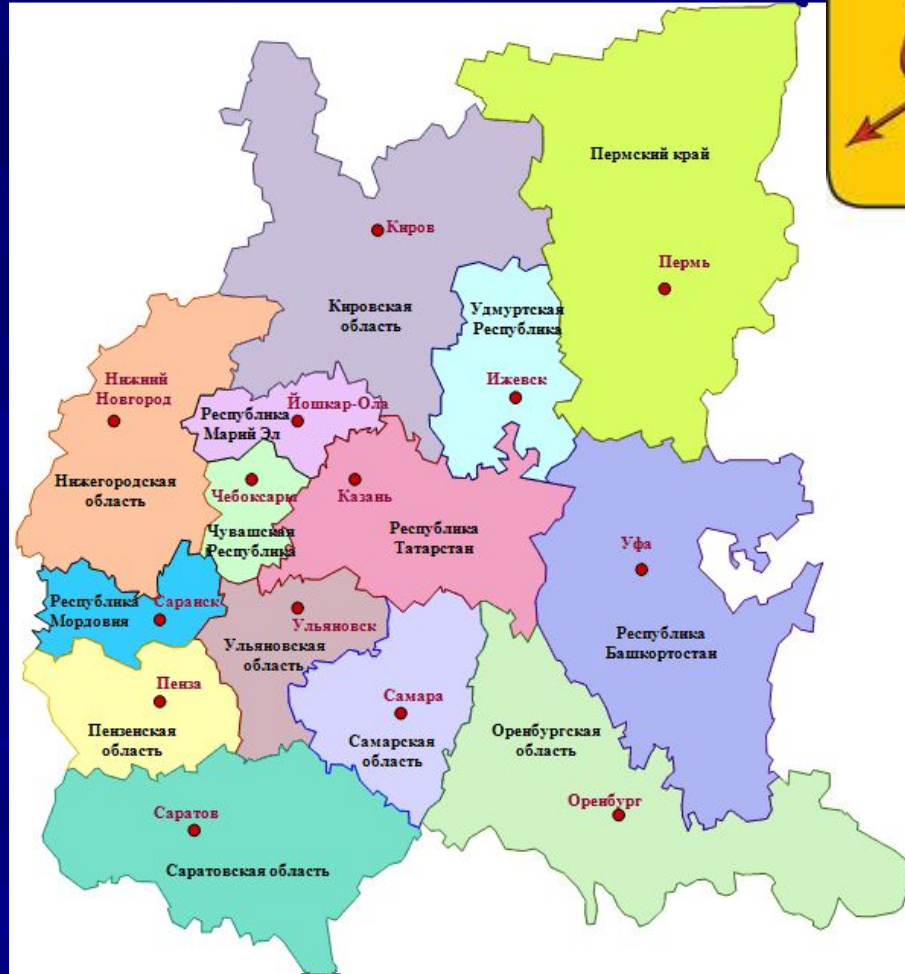 Пермский край
Киров
Пермь
Кировская
область
Удмуртская
Республика
Нижний
Новгород
Ижевск
Йошкар-Ола
Республика
Марий Эл
Нижегородская
область
Чебоксары
Казань
Чувашская
Республика
Республика
Татарстан
Уфа
Республика
Мордовия
Саранск
Ульяновск
Ульяновская
область
Республика
Башкортостан
Пенза
Самара
Пензенская
область
Самарская
область
Оренбургская
область
Оренбург
Саратов
Саратовская область